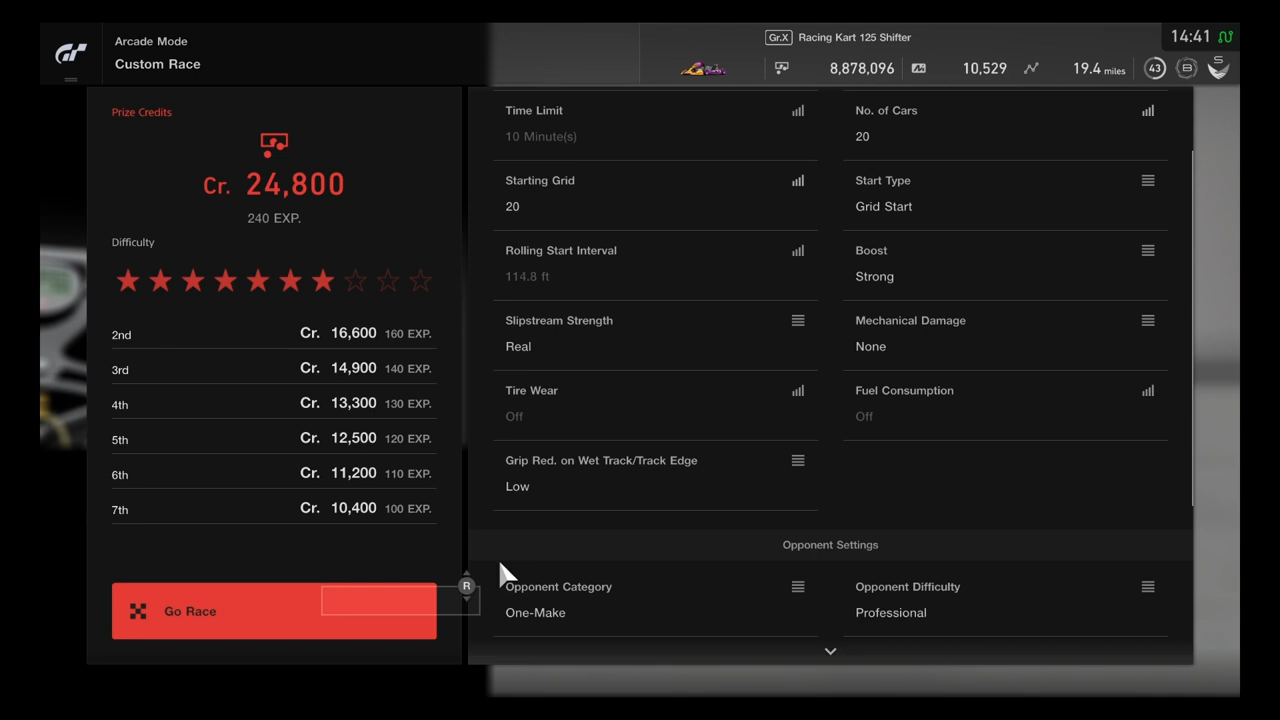 Arcade Mode
Custom Race
Gr.X Racing Kart 125 Shifter
14:41
8,878,096
10,529
19.4 miles
43
B
S
Prize Credits
Cr. 24,800
240 EXP.
Difficulty
2nd Cr. 16,600 160 EXP.
3rd Cr. 14,900 140 EXP.
4th Cr. 13,300 130 EXP.
5th Cr. 12,500 120 EXP.
6th Cr. 11,200 110 EXP.
7th Cr. 10,400 100 EXP.
Go Race
R
Time Limit
10 Minute(s)
No. of Cars
20
Starting Grid
20
Start Type
Grid Start
Rolling Start Interval
114.8 ft
Boost
Strong
Slipstream Strength
Real
Mechanical Damage
None
Tire Wear
Off
Fuel Consumption
Off
Grip Red. on Wet Track/Track Edge
Low
Opponent Settings
Opponent Category
One-Make
Opponent Difficulty
Professional